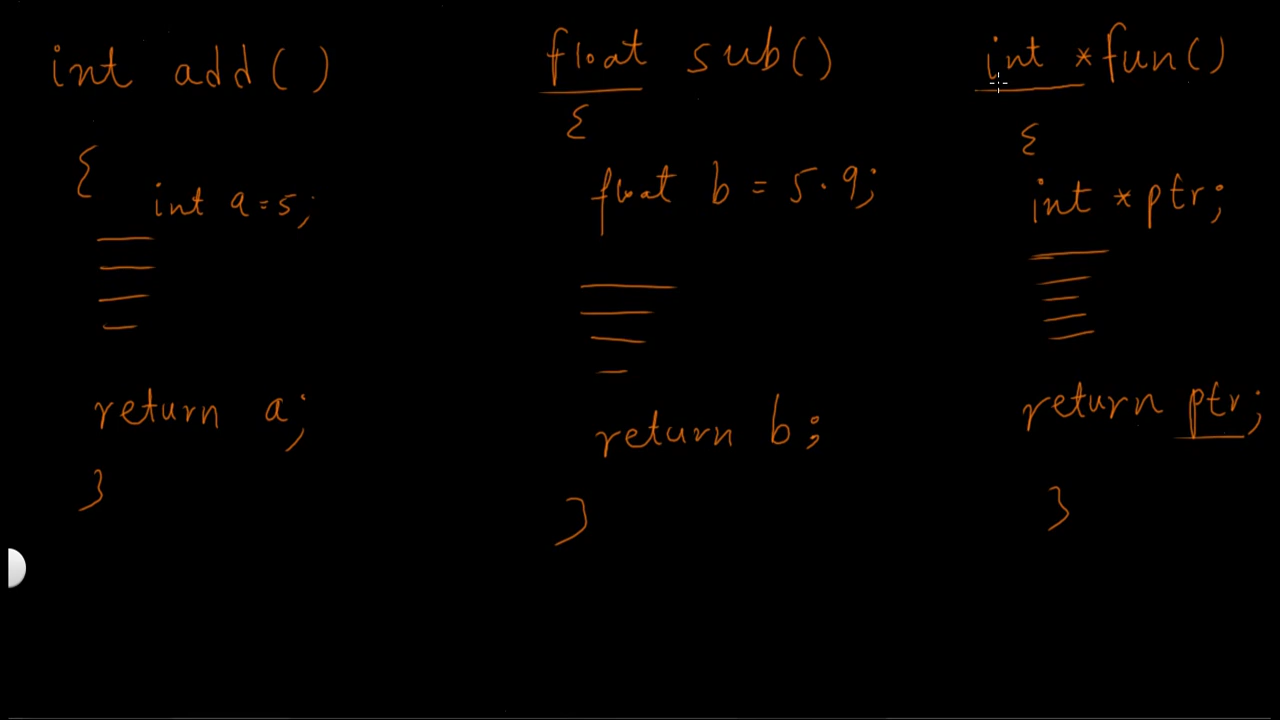 int add()
{
int a=5;
return a;
}
float sub()
{
float b = 5.9;
return b;
}
int *fun()
{
int *ptr;
return ptr;
}